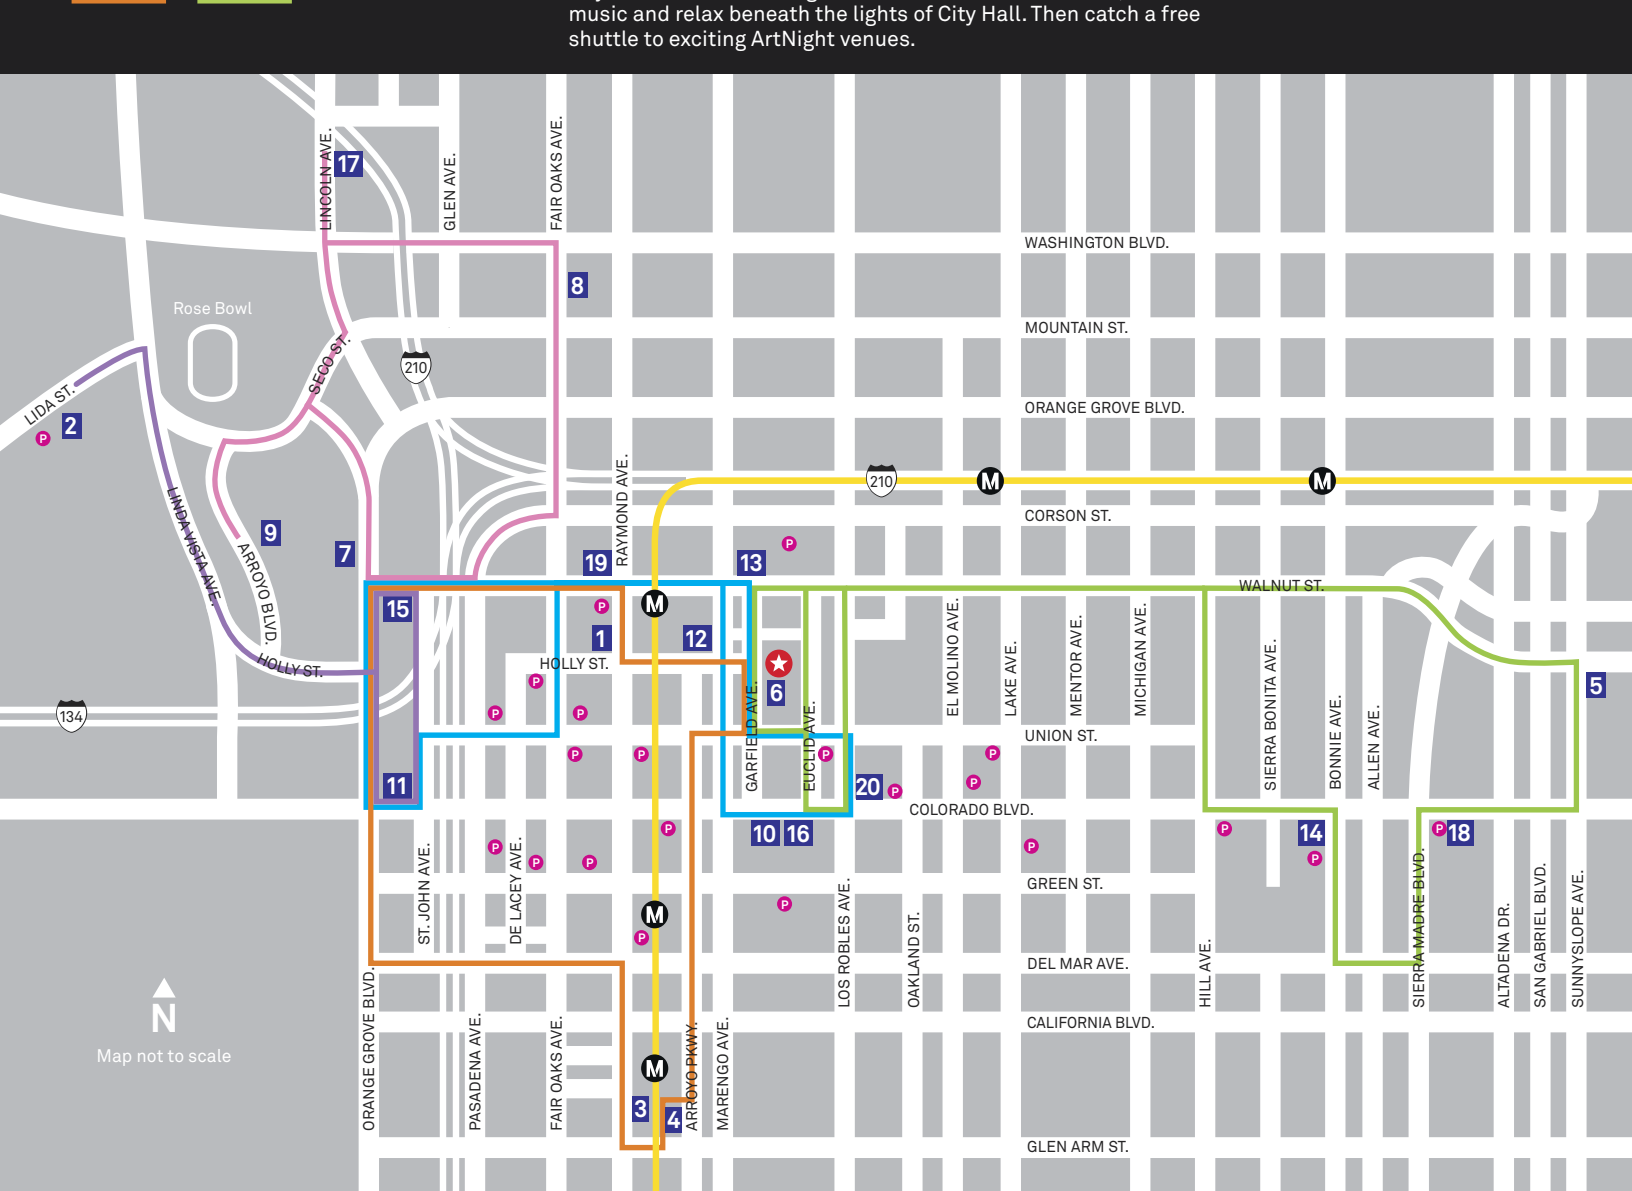 music and relax beneath the lights of City Hall. Then catch a free
shuttle to exciting ArtNight venues.
LINCOLN AVE.
17
GLEN AVE.
FAIR OAKS AVE.
WASHINGTON BLVD.
8
Rose Bowl
MOUNTAIN ST.
SECO ST.
210
LIDA ST.
2
P
ORANGE GROVE BLVD.
RAYMOND AVE.
210
M
M
LINDA VISTA AVE.
9
ARROYO BLVD.
7
CORSON ST.
P
19
13
WALNUT ST.
15
P
M
1
12
HOLLY ST.
HOLLY ST.
P
6
GARFIELD AVE.
EUCLID AVE.
EL MOLINO AVE.
LAKE AVE.
MENTOR AVE.
MICHIGAN AVE.
SIERRA BONITA AVE.
BONNIE AVE.
ALLEN AVE.
5
134
P
P
UNION ST.
P
P
P
P
11
20
P
P
COLORADO BLVD.
P
10
16
P
14
P
18
P
P
P
P
P
ST. JOHN AVE.
DE LACEY AVE.
GREEN ST.
P
M
P
LOS ROBLES AVE.
OAKLAND ST.
HILL AVE.
SIERRA MADRE BLVD.
ALTADENA DR.
SAN GABRIEL BLVD.
SUNNYSLOPE AVE.
DEL MAR AVE.
N
Map not to scale
ORANGE GROVE BLVD.
PASADENA AVE.
FAIR OAKS AVE.
M
ARROYO PKWY.
MARENGO AVE.
CALIFORNIA BLVD.
3
4
GLEN ARM ST.